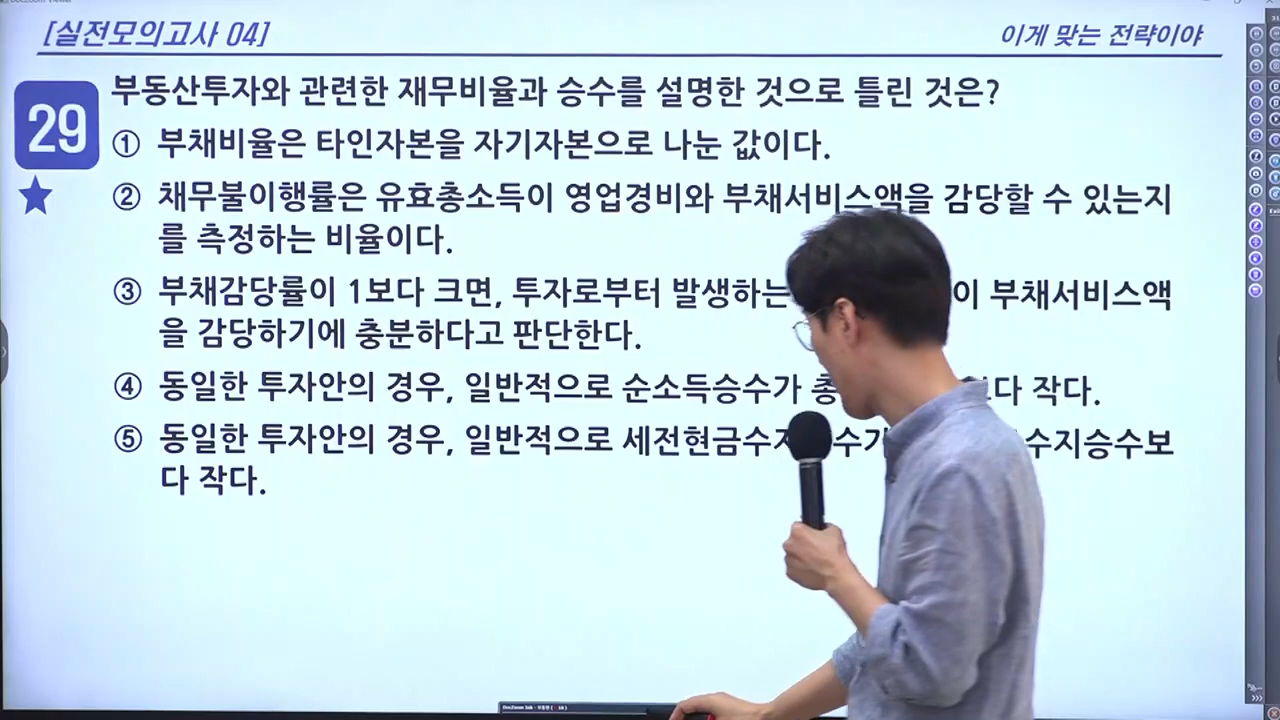 [실전모의고사 04]
이게 맞는 전략이야
29
부동산투자와 관련한 재무비율과 승수를 설명한 것으로 틀린 것은?
① 부채비율은 타인자본을 자기자본으로 나눈 값이다.
② 채무불이행률은 유효총소득이 영업경비와 부채서비스액을 감당할 수 있는지
를 측정하는 비율이다.
③ 부채감당률이 1보다 크면, 투자로부터 발생하는 이 부채서비스액
을 감당하기에 충분하다고 판단한다.
④ 동일한 투자안의 경우, 일반적으로 순소득승수가 총 다 작다.
⑤ 동일한 투자안의 경우, 일반적으로 세전현금수지 수가 수지승수보
다 작다.